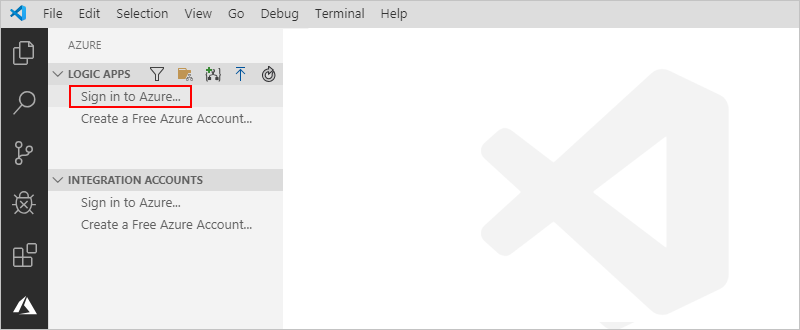 File Edit Selection View Go Debug Terminal Help
AZURE
LOGIC APPS
Sign in to Azure...
Create a Free Azure Account...
INTEGRATION ACCOUNTS
Sign in to Azure...
Create a Free Azure Account...